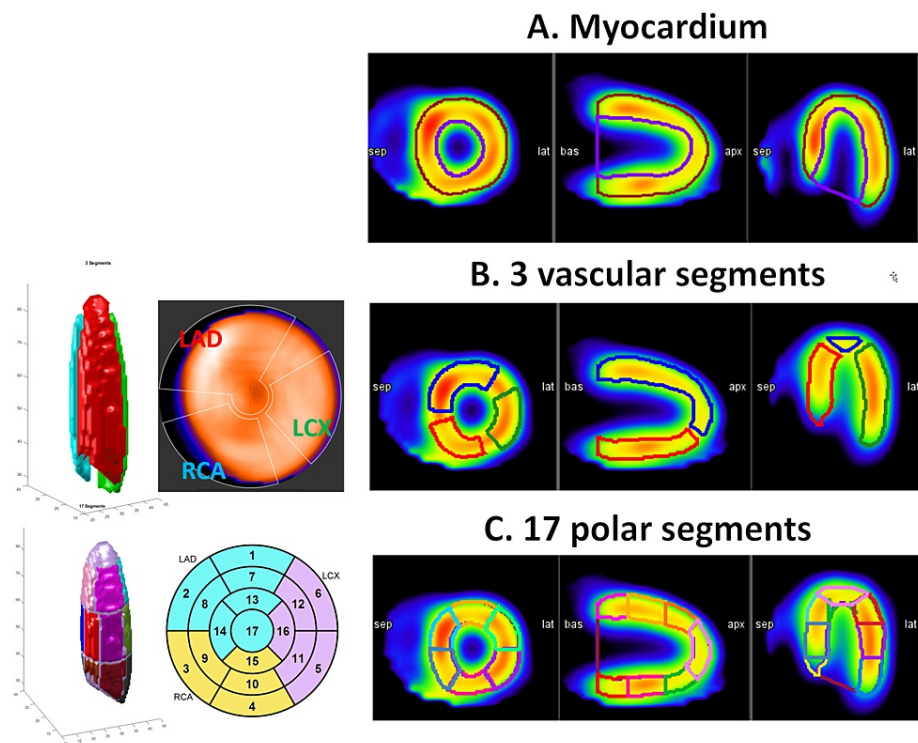 A. Myocardium
sep
lat
bas
apx
sep
lat
B. 3 vascular segments
3 Segments
LAD
LCX
RCA
sep
lat
bas
apx
sep
lat
C. 17 polar segments
17 Segments
LAD
LCX
RCA
1
2
3
4
5
6
7
8
9
10
11
12
13
14
15
16
17
sep
lat
bas
apx
sep
lat